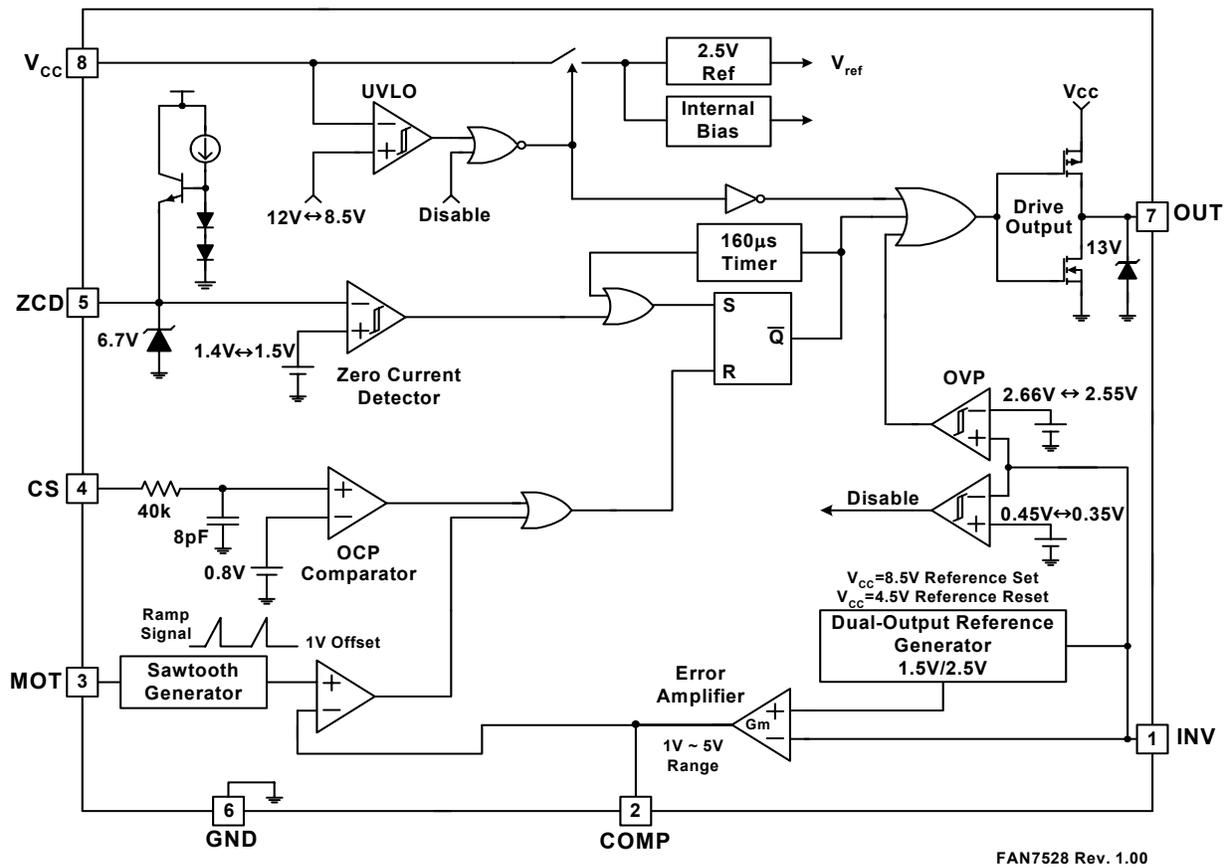 V_CC
8
2.5V
Ref
V_ref
UVLO
Internal
Bias
Vcc
−
+
12V↔8.5V
Disable
Drive
Output
7
OUT
160μs
Timer
13V
ZCD
5
−
+
S
Q̅
R
6.7V
1.4V↔1.5V
Zero Current
Detector
OVP
2.66V ↔ 2.55V
−
+
CS
4
40k
8pF
+
−
OCP
Comparator
0.8V
Disable
−
+
0.45V↔0.35V
V_CC=8.5V Reference Set
V_CC=4.5V Reference Reset
Dual-Output Reference
Generator
1.5V/2.5V
Ramp
Signal
1V Offset
MOT
3
Sawtooth
Generator
+
−
Error
Amplifier
Gm
+
−
1V ~ 5V
Range
1
INV
6
GND
2
COMP
FAN7528 Rev. 1.00